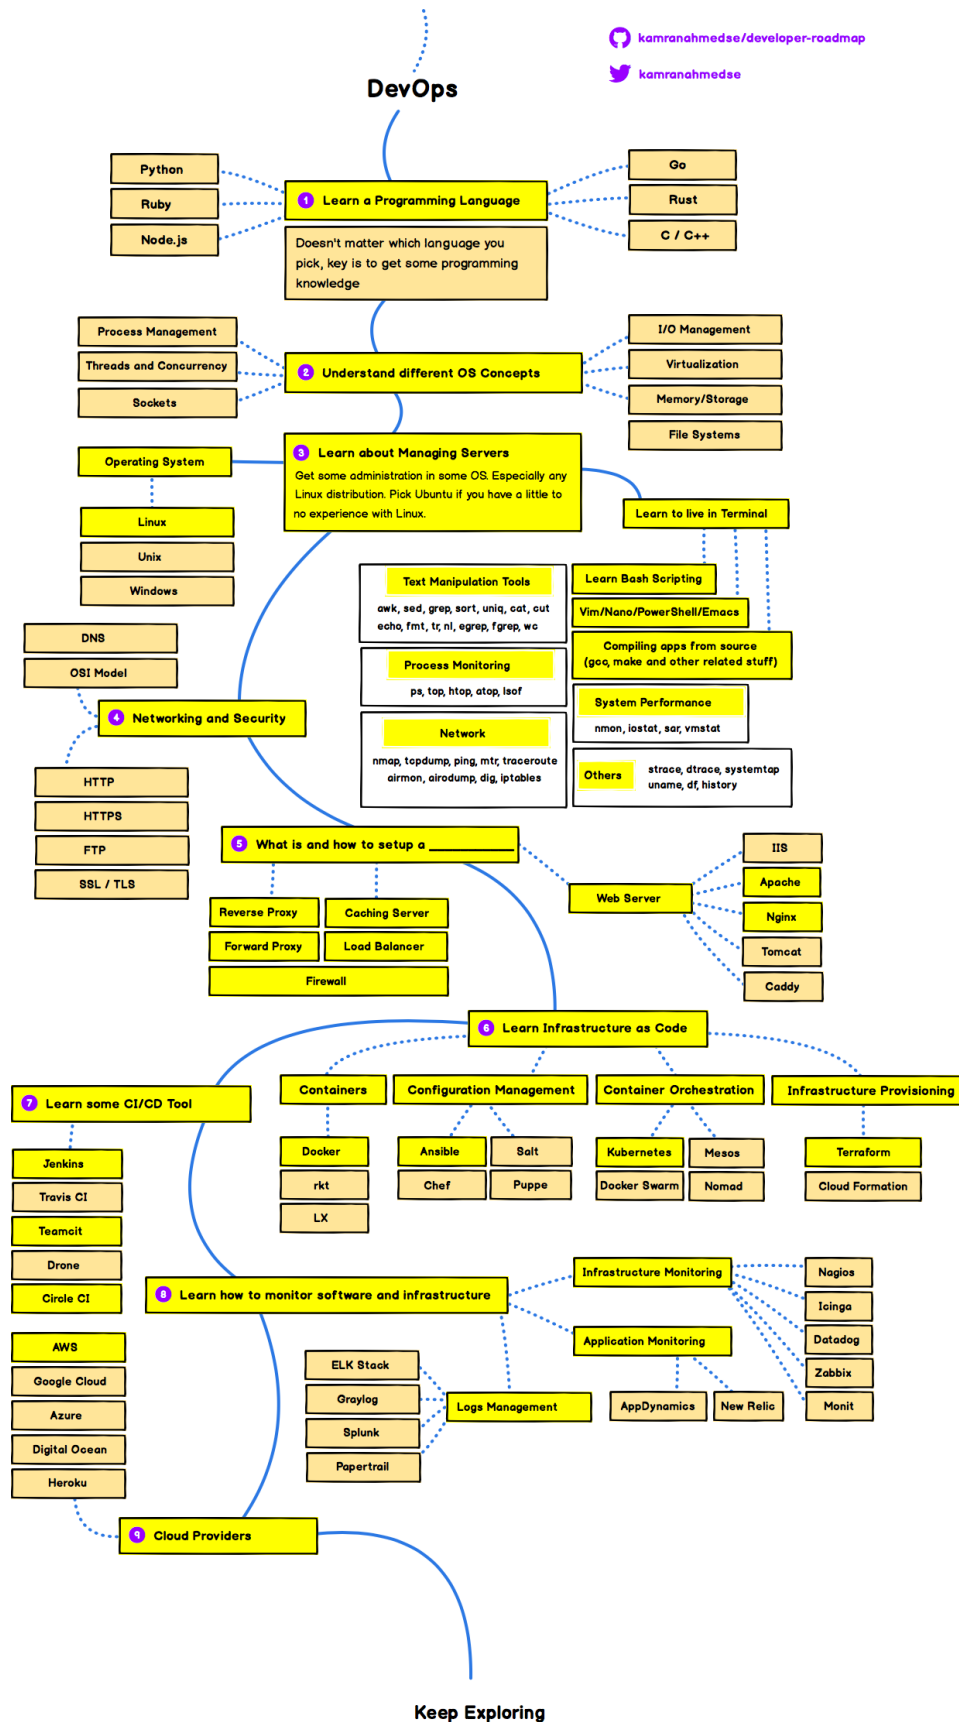 kamranahmedse/developer-roadmap
kamranahmedse
DevOps
Python
Ruby
Node.js
1 Learn a Programming Language
Doesn't matter which language you
pick, key is to get some programming
knowledge
Go
Rust
C / C++
Process Management
Threads and Concurrency
Sockets
2 Understand different OS Concepts
I/O Management
Virtualization
Memory/Storage
File Systems
3 Learn about Managing Servers
Get some administration in some OS. Especially any
Linux distribution. Pick Ubuntu if you have a little to
no experience with Linux.
Operating System
Linux
Unix
Windows
Learn to live in Terminal
Learn Bash Scripting
Vim/Nano/PowerShell/Emacs
Compiling apps from source
(gcc, make and other related stuff)
Text Manipulation Tools
awk, sed, grep, sort, uniq, cat, cut
echo, fmt, tr, nl, egrep, fgrep, wc
Process Monitoring
ps, top, htop, atop, lsof
System Performance
nmon, iostat, sar, vmstat
Network
nmap, tcpdump, ping, mtr, traceroute
airmon, airodump, dig, iptables
Others
strace, dtrace, systemtap
uname, df, history
DNS
OSI Model
4 Networking and Security
HTTP
HTTPS
FTP
SSL / TLS
5 What is and how to setup a ____________
Reverse Proxy
Caching Server
Forward Proxy
Load Balancer
Firewall
Web Server
IIS
Apache
Nginx
Tomcat
Caddy
6 Learn Infrastructure as Code
Containers
Docker
rkt
LX
Configuration Management
Ansible
Salt
Chef
Puppe
Container Orchestration
Kubernetes
Mesos
Docker Swarm
Nomad
Infrastructure Provisioning
Terraform
Cloud Formation
7 Learn some CI/CD Tool
Jenkins
Travis CI
Teamcit
Drone
Circle CI
8 Learn how to monitor software and infrastructure
Infrastructure Monitoring
Nagios
Icinga
Datadog
Zabbix
Monit
Application Monitoring
AppDynamics
New Relic
Logs Management
ELK Stack
Graylog
Splunk
Papertrail
AWS
Google Cloud
Azure
Digital Ocean
Heroku
9 Cloud Providers
Keep Exploring